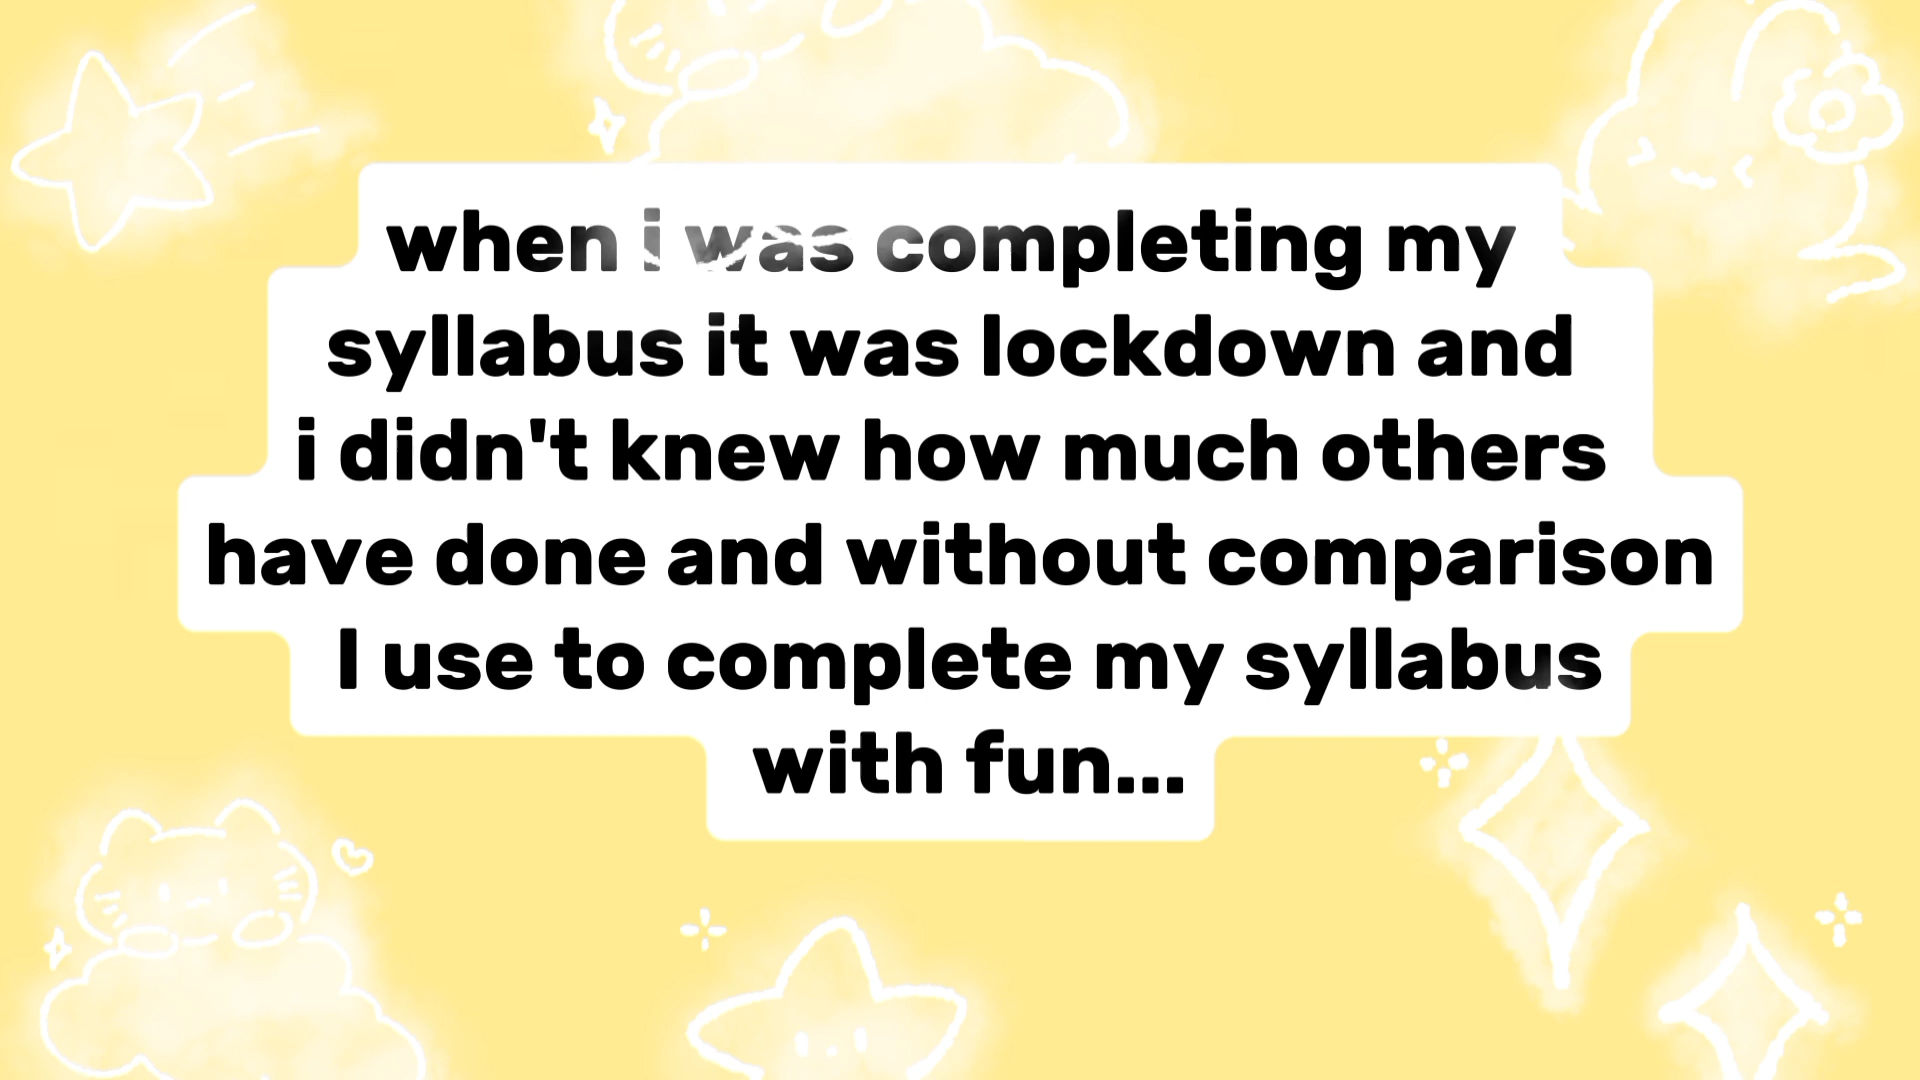 when i was completing my
syllabus it was lockdown and
i didn't knew how much others
have done and without comparison
I use to complete my syllabus
with fun...